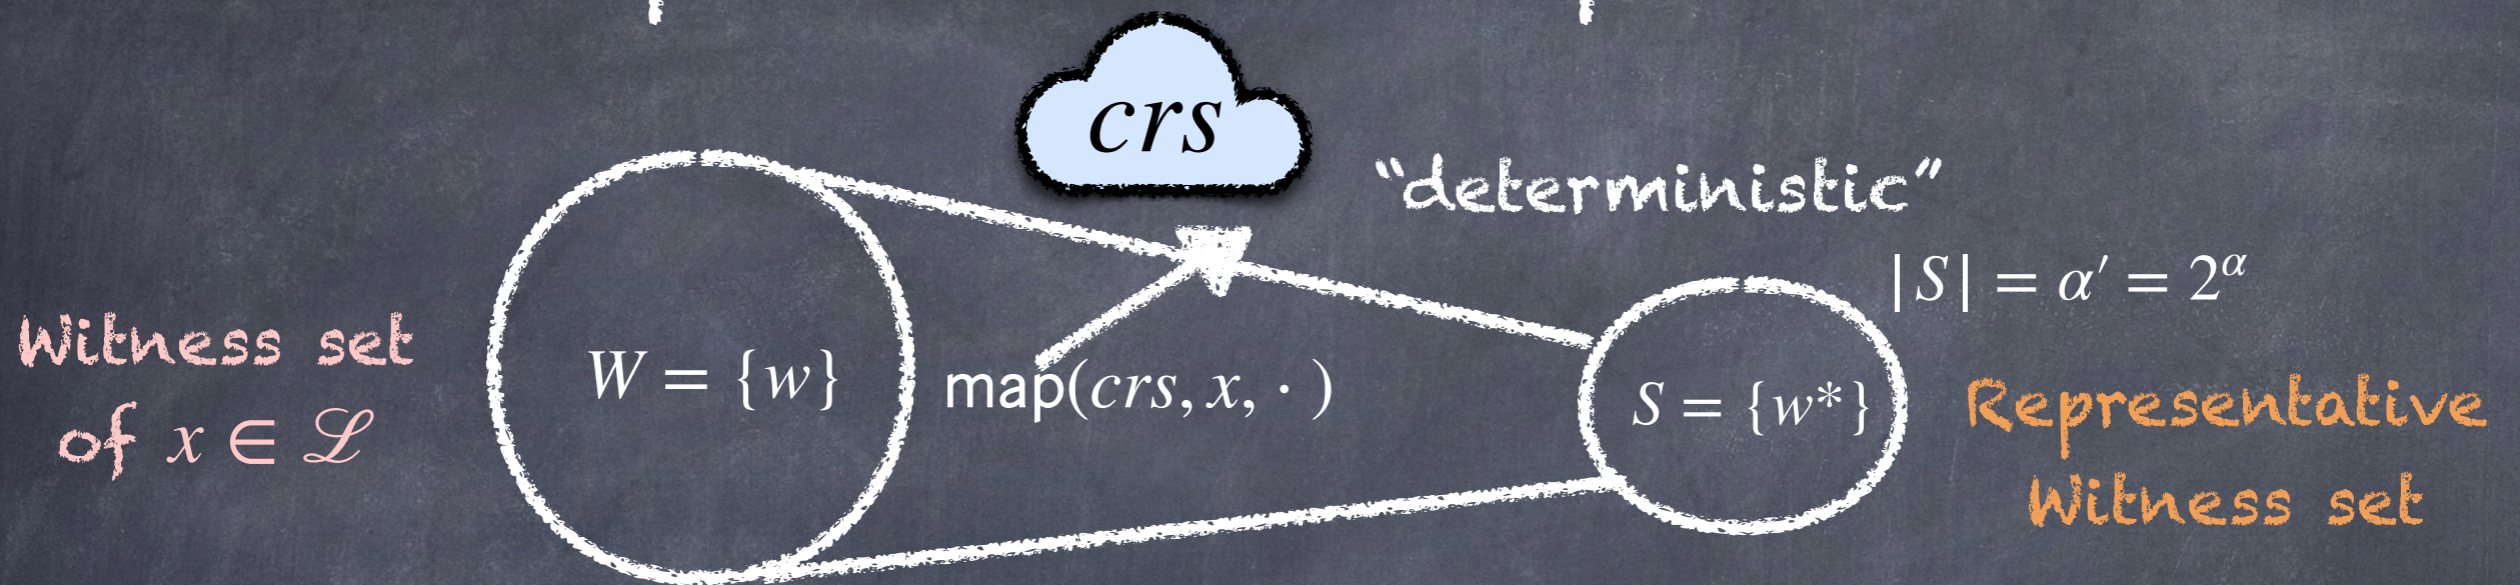 crs
“deterministic”
|S| = α′ = 2^α
Witness set
of x ∈ ℒ
W = {w}
map(crs, x, · )
S = {w*}
Representative
Witness set